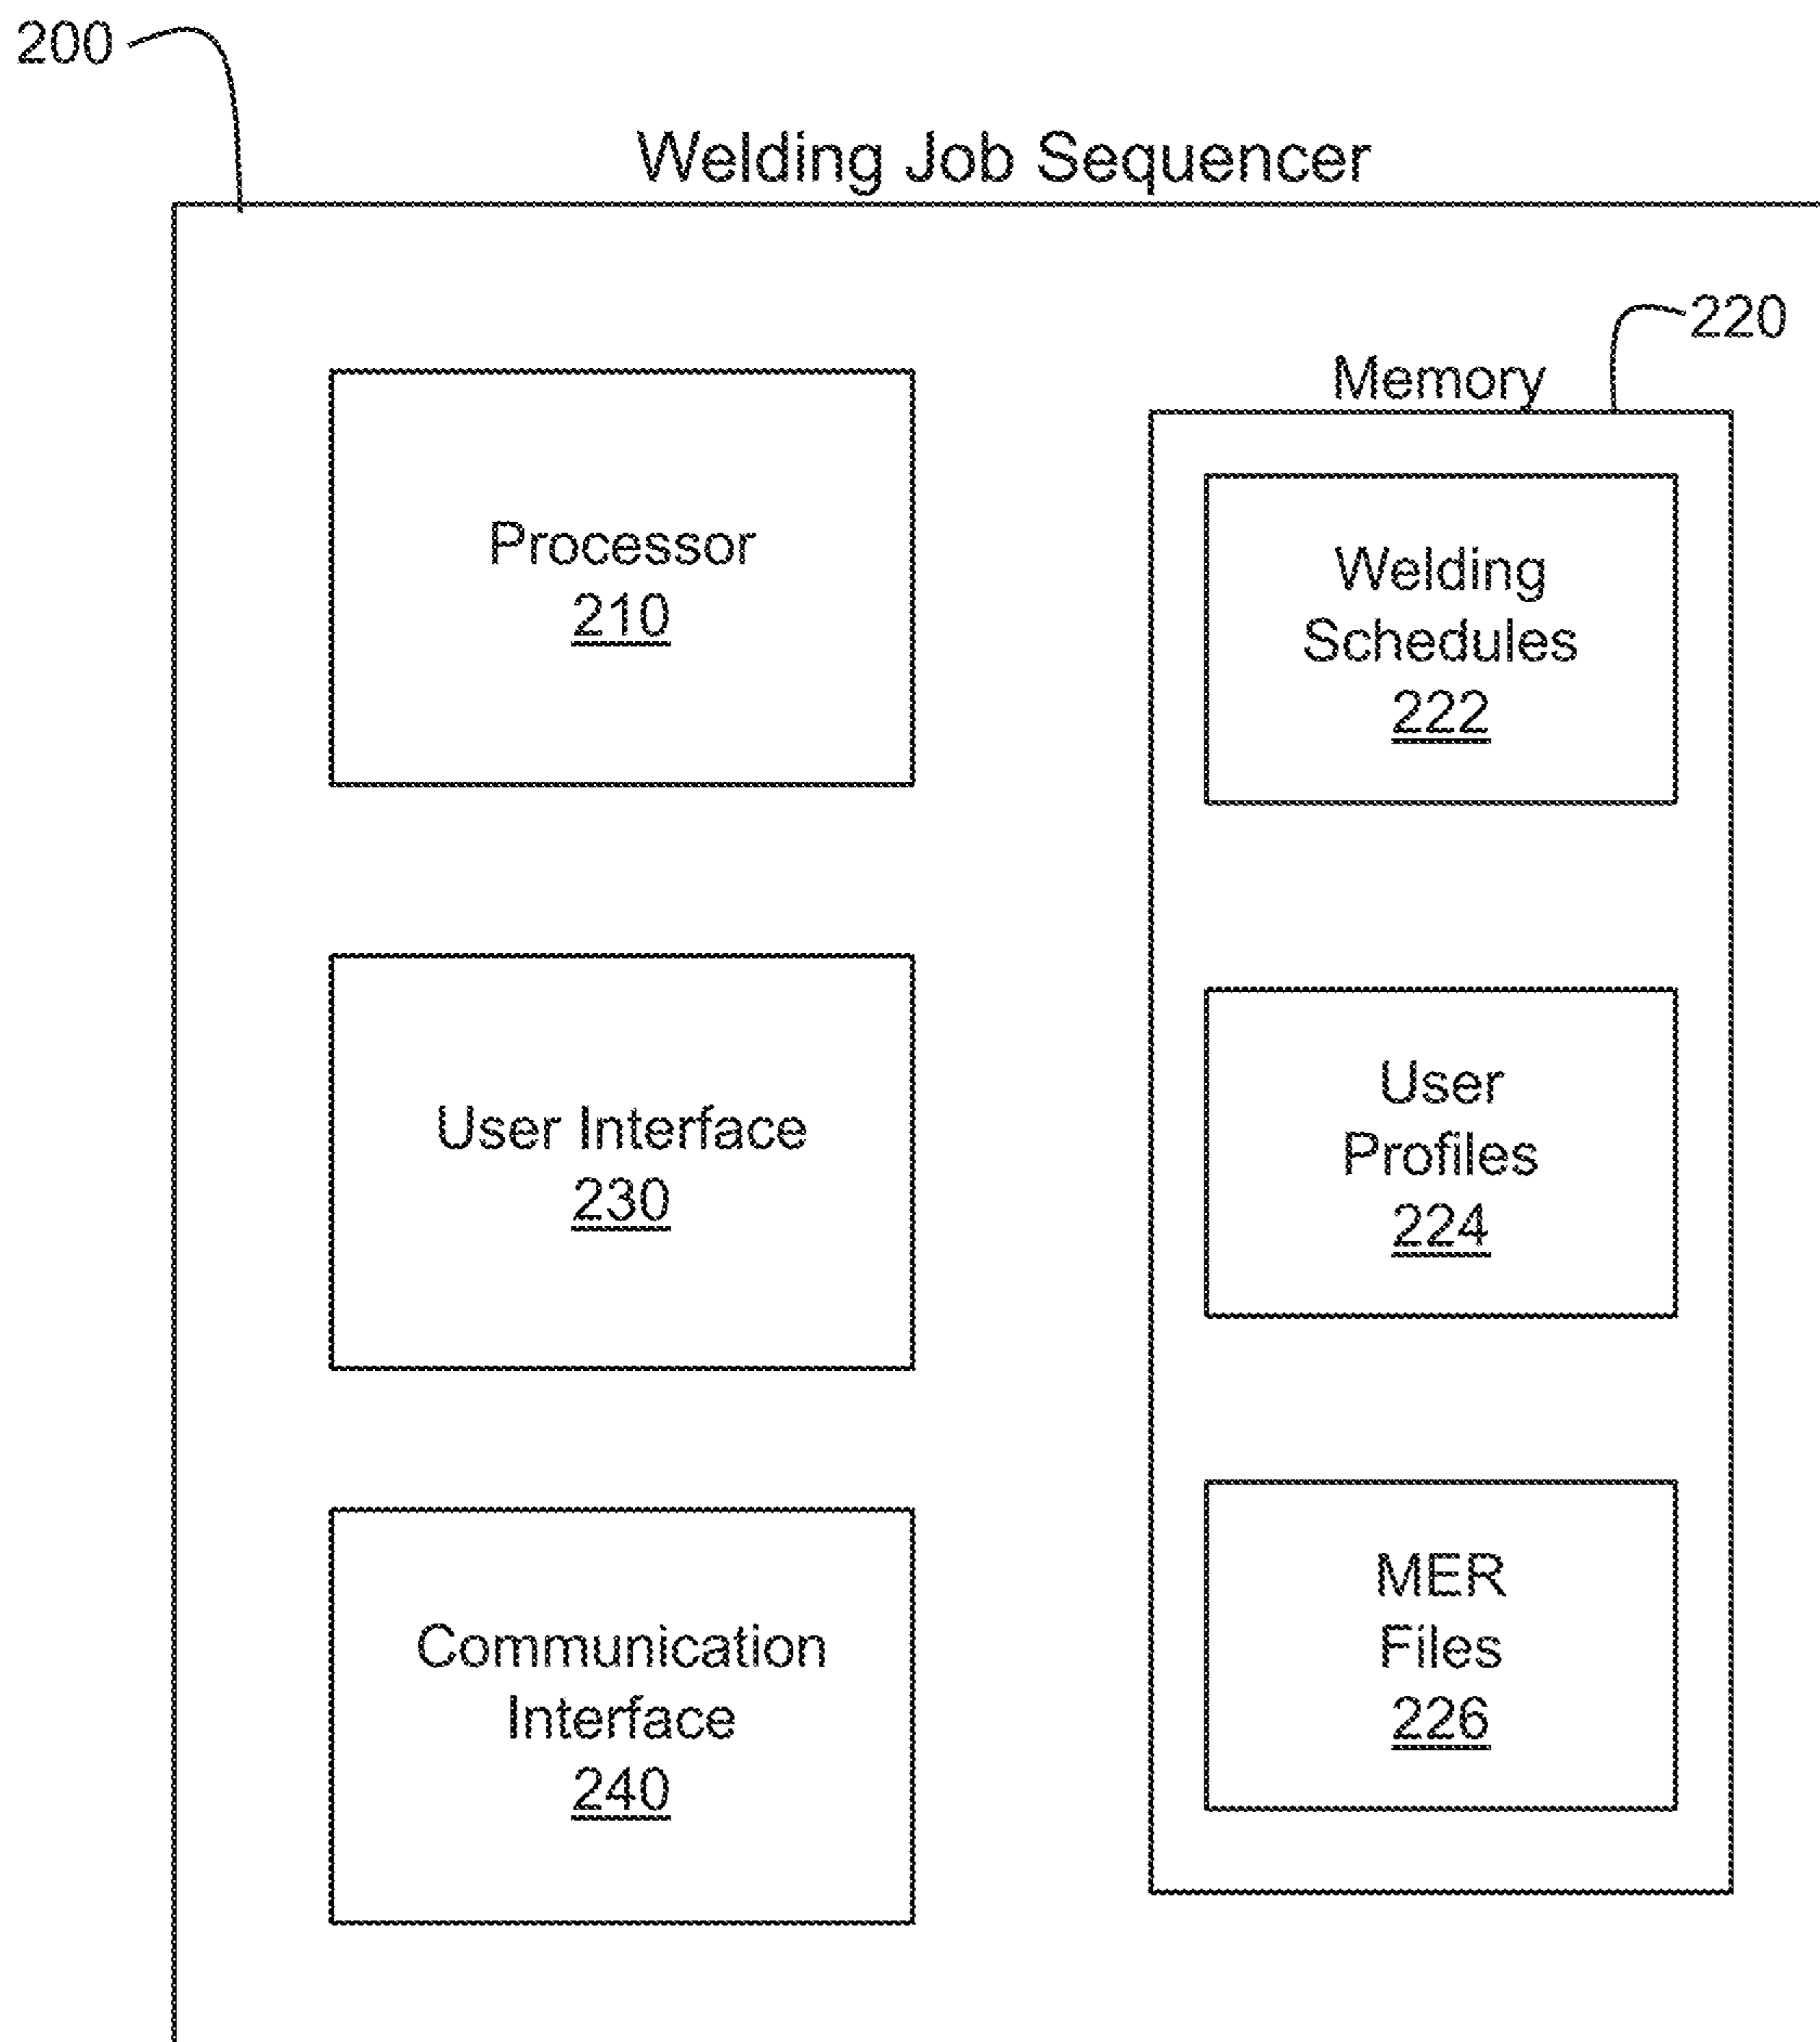 200
Welding Job Sequencer
220
Memory
Processor
210
Welding
Schedules
222
User Interface
230
User
Profiles
224
Communication
Interface
240
MER
Files
226